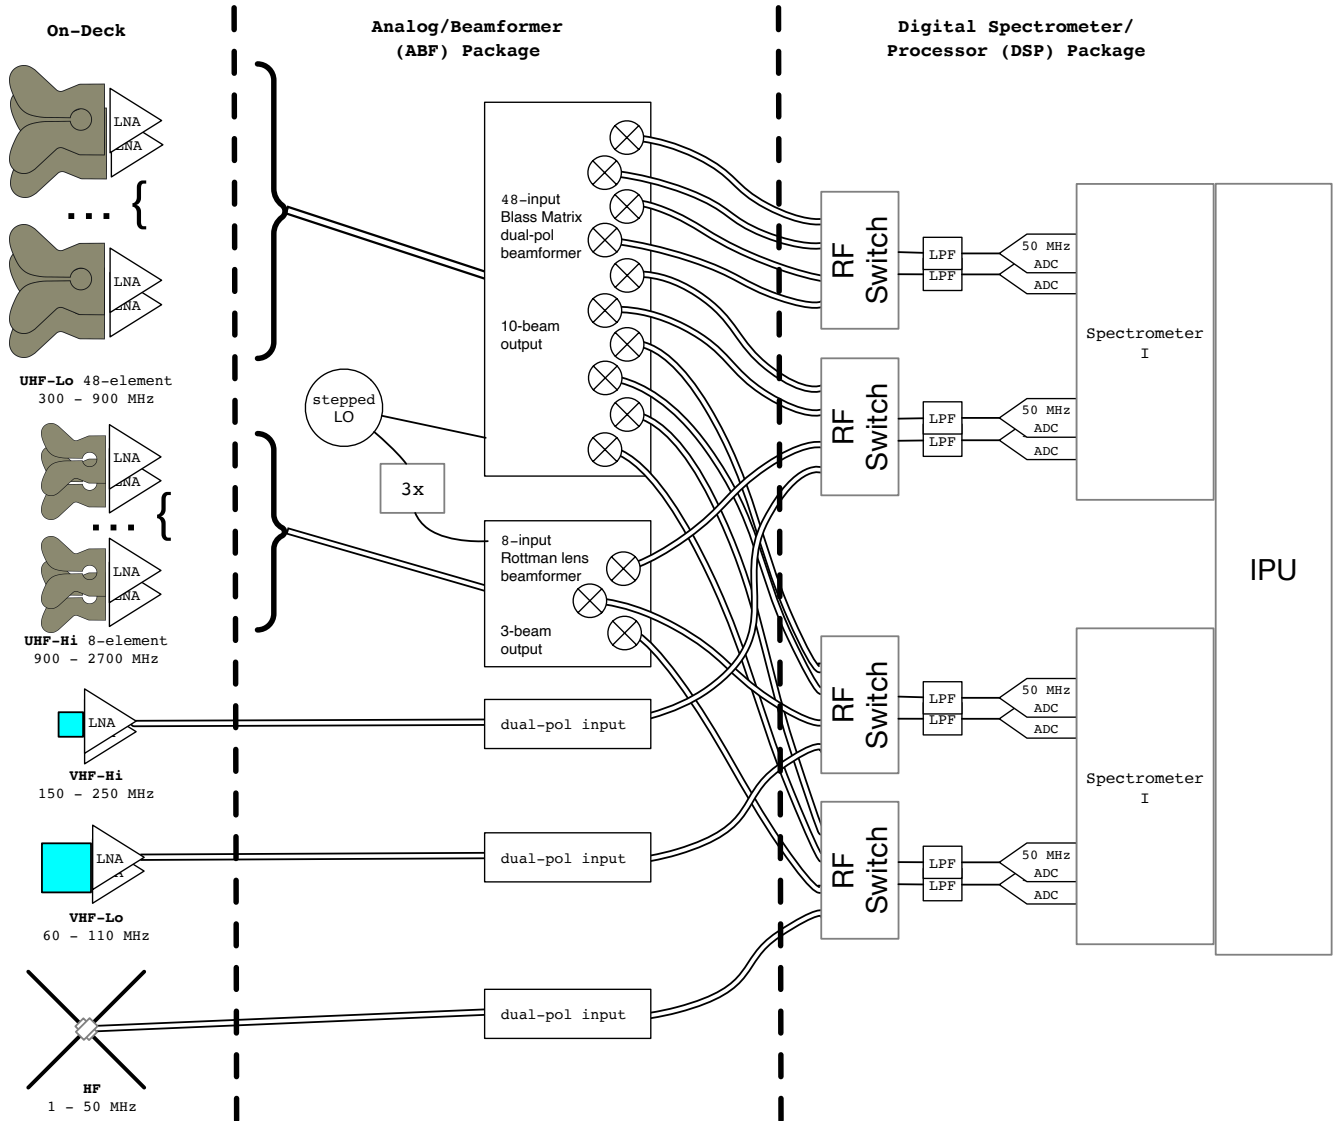 On-Deck
Analog/Beamformer
(ABF) Package
Digital Spectrometer/
Processor (DSP) Package
LNA
LNA
...
{
LNA
LNA
UHF-Lo 48-element
300 - 900 MHz
LNA
LNA
...
{
LNA
LNA
UHF-Hi 8-element
900 - 2700 MHz
LNA
VHF-Hi
150 - 250 MHz
LNA
VHF-Lo
60 - 110 MHz
HF
1 - 50 MHz
stepped
LO
3x
48-input
Blass Matrix
dual-pol
beamformer
10-beam
output
8-input
Rottman lens
beamformer
3-beam
output
dual-pol input
dual-pol input
dual-pol input
RF
Switch
LPF
LPF
50 MHz
ADC
ADC
RF
Switch
LPF
LPF
50 MHz
ADC
ADC
Spectrometer
I
RF
Switch
LPF
LPF
50 MHz
ADC
ADC
RF
Switch
LPF
LPF
50 MHz
ADC
ADC
Spectrometer
I
IPU